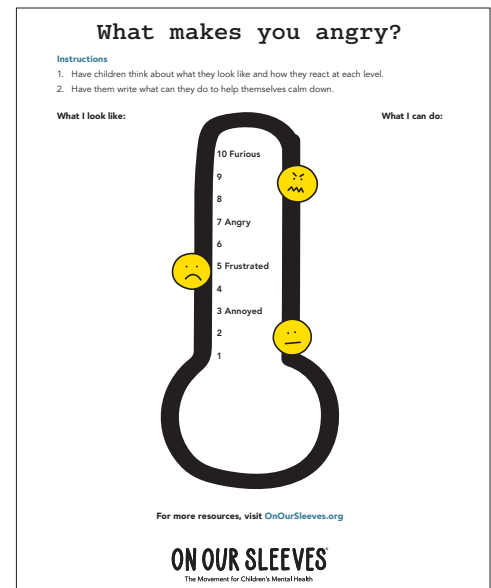 What makes you angry?
Instructions
1. Have children think about what they look like and how they react at each level.
2. Have them write what can they do to help themselves calm down.
What I look like:
What I can do:
10 Furious
9
8
7 Angry
6
5 Frustrated
4
3 Annoyed
2
1
For more resources, visit OnOurSleeves.org
ON OUR SLEEVES®
The Movement for Children's Mental Health